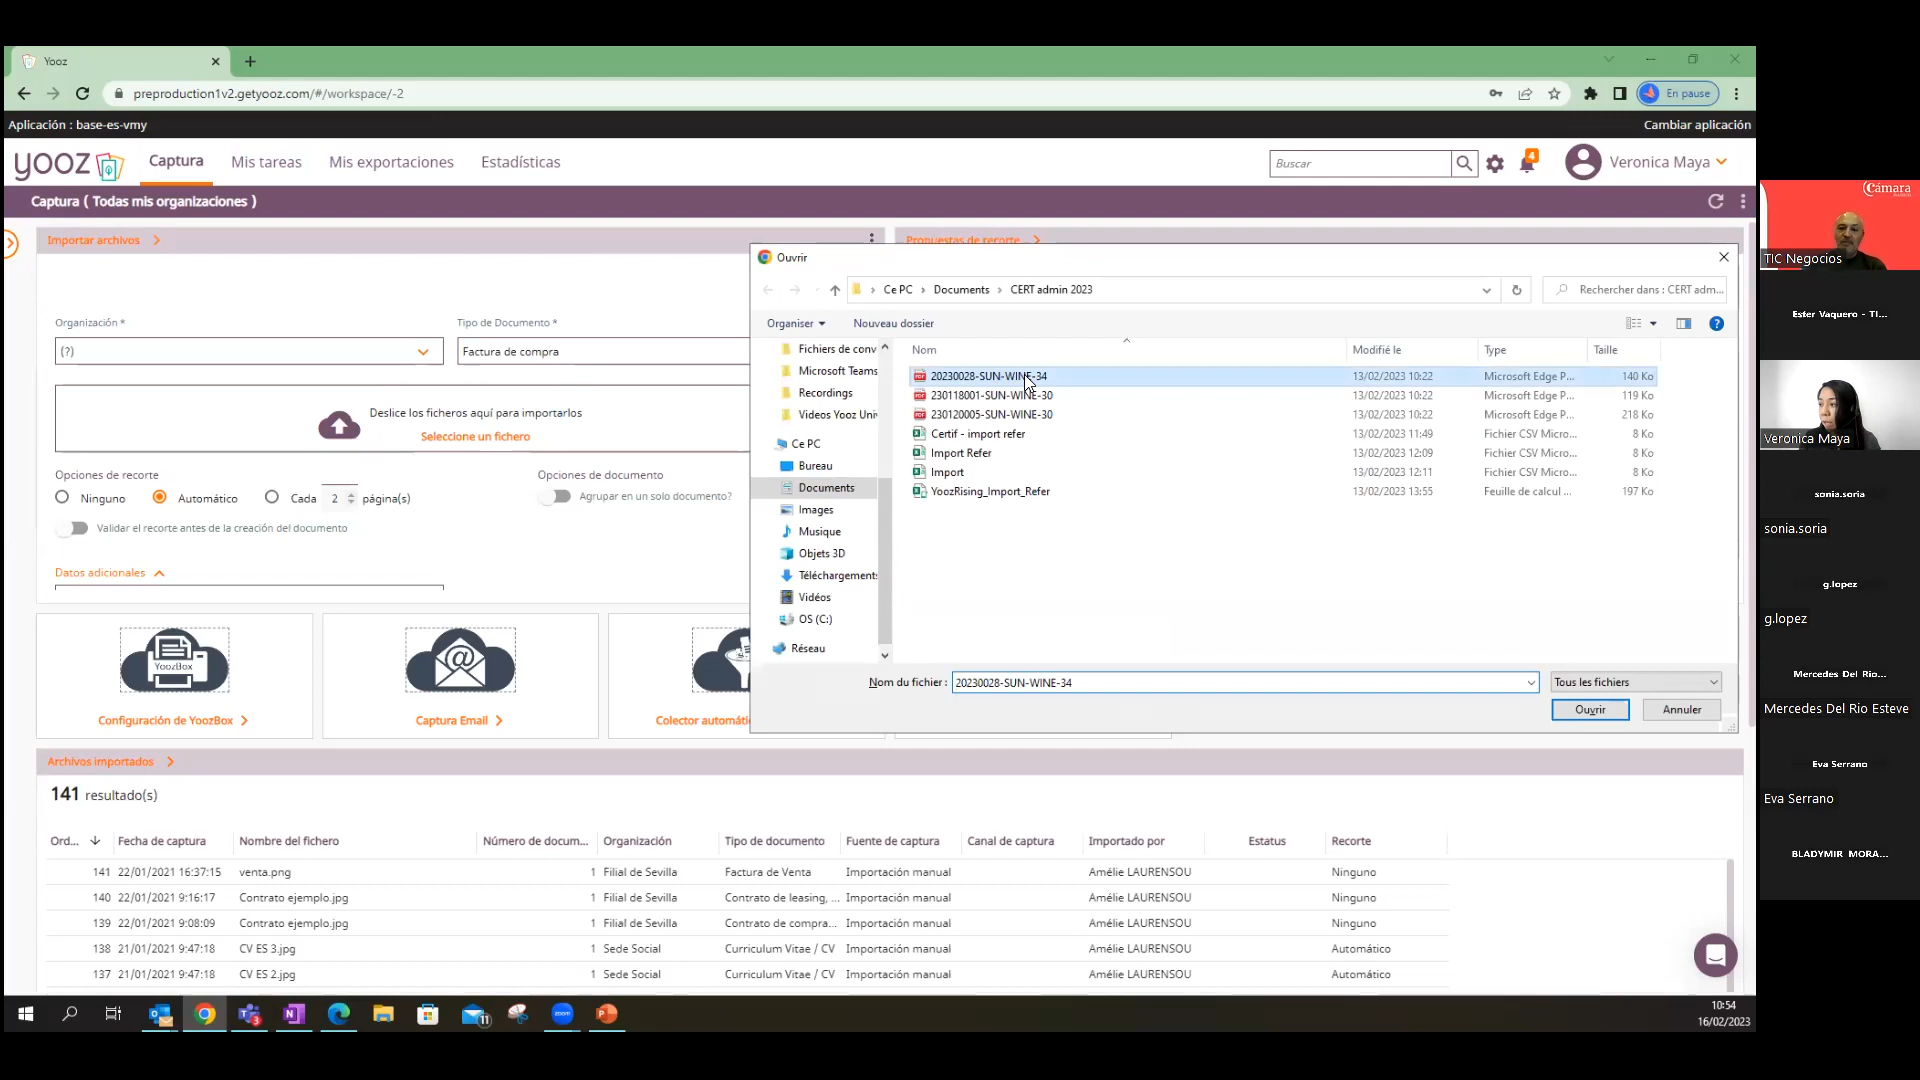 Yooz
preproduction1v2.getyooz.com/#/workspace/-2
En pause
Aplicación : base-es-vmy
Cambiar aplicación
yooz
Captura
Mis tareas
Mis exportaciones
Estadísticas
Buscar
4
Veronica Maya
Captura ( Todas mis organizaciones )
Importar archivos
Propuestas de recorte
Organización *
Tipo de Documento *
(?)
Factura de compra
Deslice los ficheros aquí para importarlos
Seleccione un fichero
Opciones de recorte
Opciones de documento
Ninguno
Automático
Cada 2 página(s)
Agrupar en un solo documento?
Validar el recorte antes de la creación del documento
Datos adicionales
YoozBox
Configuración de YoozBox
Captura Email
Ouvrir
Ce PC
Documents
CERT admin 2023
Rechercher dans : CERT adm...
Organiser
Nouveau dossier
Fichiers de conv
Microsoft Teams
Recordings
Videos Yooz Uni
Ce PC
Bureau
Documents
Images
Musique
Objets 3D
Téléchargement
Vidéos
OS (C:)
Réseau
Nom Modifié le Type Taille
20230028-SUN-WINE-34 13/02/2023 10:22 Microsoft Edge P... 140 Ko
230118001-SUN-WINE-30 13/02/2023 10:22 Microsoft Edge P... 119 Ko
230120005-SUN-WINE-30 13/02/2023 10:22 Microsoft Edge P... 218 Ko
Certif - import refer 13/02/2023 11:49 Fichier CSV Micro... 8 Ko
Import Refer 13/02/2023 12:09 Fichier CSV Micro... 8 Ko
Import 13/02/2023 12:11 Fichier CSV Micro... 8 Ko
YoozRising_Import_Refer 13/02/2023 13:55 Feuille de calcul ... 197 Ko
Nom du fichier : 20230028-SUN-WINE-34
Tous les fichiers
Ouvrir
Annuler
Archivos importados
141 resultado(s)
Ord... Fecha de captura Nombre del fichero Número de docum... Organización Tipo de documento Fuente de captura Canal de captura Importado por Estatus Recorte
141 22/01/2021 16:37:15 venta.png 1 Filial de Sevilla Factura de Venta Importación manual Amélie LAURENSOU Ninguno
140 22/01/2021 9:16:17 Contrato ejemplo.jpg 1 Filial de Sevilla Contrato de leasing, ... Importación manual Amélie LAURENSOU Ninguno
139 22/01/2021 9:08:09 Contrato ejemplo.jpg 1 Filial de Sevilla Contrato de compra... Importación manual Amélie LAURENSOU Ninguno
138 21/01/2021 9:47:18 CV ES 3.jpg 1 Sede Social Curriculum Vitae / CV Importación manual Amélie LAURENSOU Automático
137 21/01/2021 9:47:18 CV ES 2.jpg 1 Sede Social Curriculum Vitae / CV Importación manual Amélie LAURENSOU Automático
10:54
16/02/2023
Cámara
TIC Negocios
Ester Vaquero - TI...
Veronica Maya
sonia.soria
sonia.soria
g.lopez
g.lopez
Mercedes Del Rio...
Mercedes Del Rio Esteve
Eva Serrano
Eva Serrano
BLADYMIR MORA...